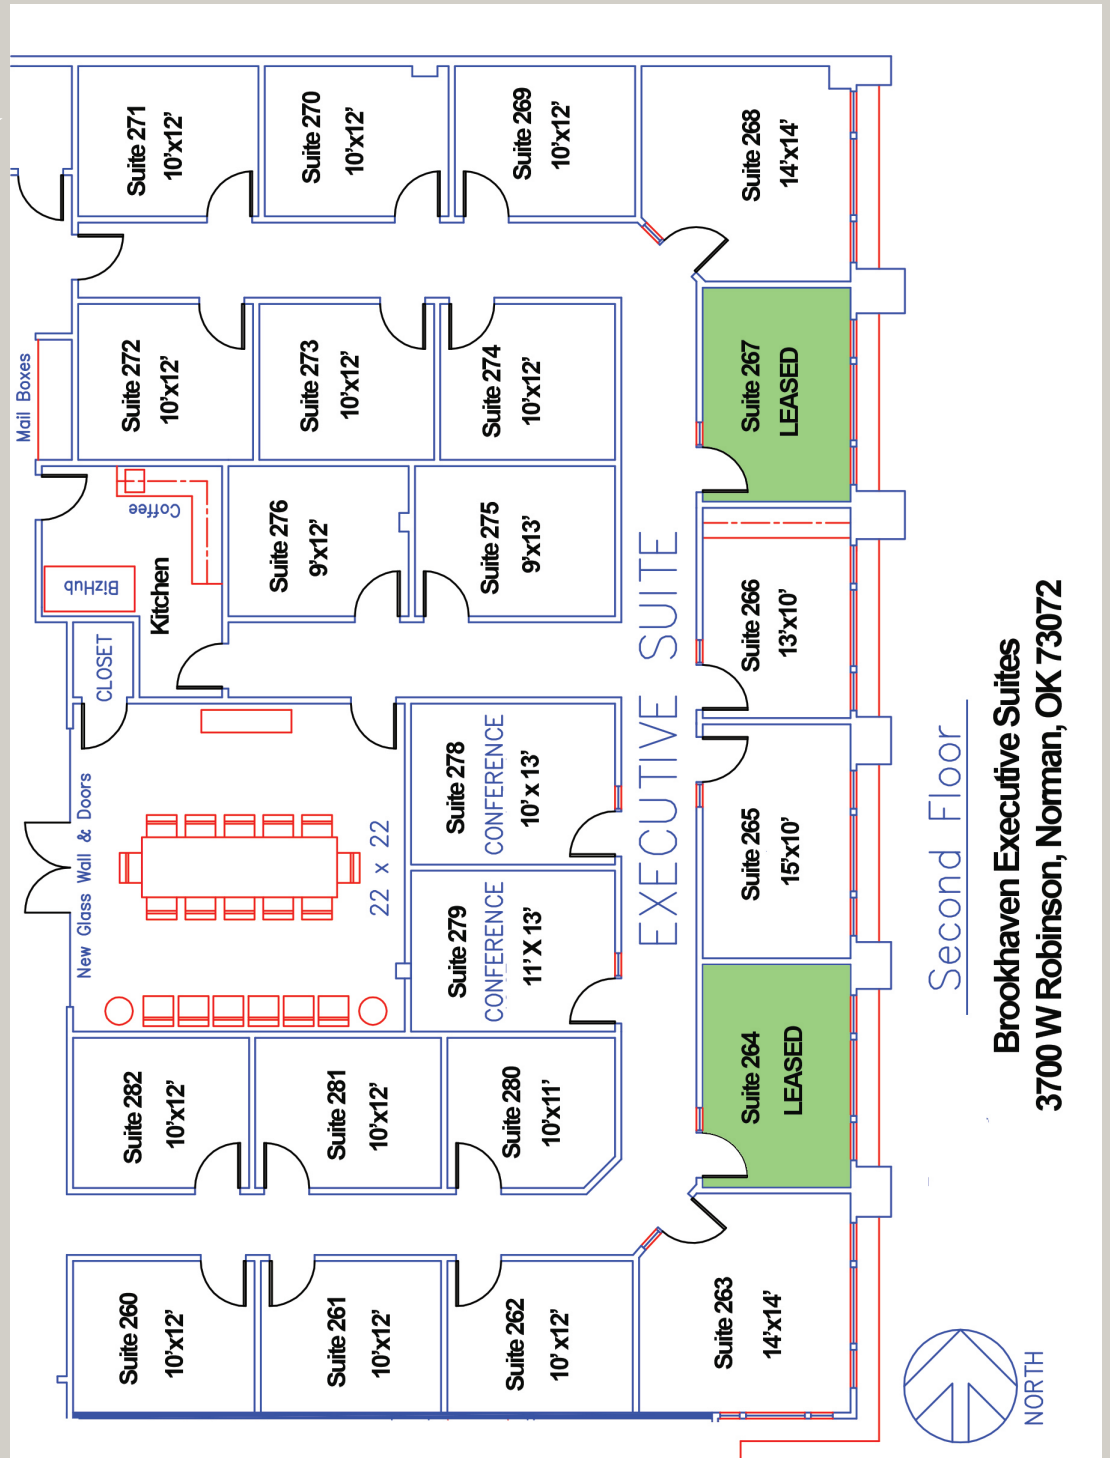 Suite 271
10'x12'
Suite 270
10'x12'
Suite 269
10'x12'
Suite 268
14'x14'
Mail Boxes
Suite 272
10'x12'
Suite 273
10'x12'
Suite 274
10'x12'
Suite 267
LEASED
Coffee
BizHub
Kitchen
Suite 276
9'x12'
Suite 275
9'x13'
Suite 266
13'x10'
CLOSET
EXECUTIVE SUITE
New Glass Wall & Doors
22 x 22
Suite 278
CONFERENCE
10' x 13'
Suite 279
CONFERENCE
11' X 13'
Suite 265
15'x10'
Suite 282
10'x12'
Suite 281
10'x12'
Suite 280
10'x11'
Suite 264
LEASED
Suite 260
10'x12'
Suite 261
10'x12'
Suite 262
10' x12'
Suite 263
14'x14'
Second Floor
Brookhaven Executive Suites
3700 W Robinson, Norman, OK 73072
NORTH